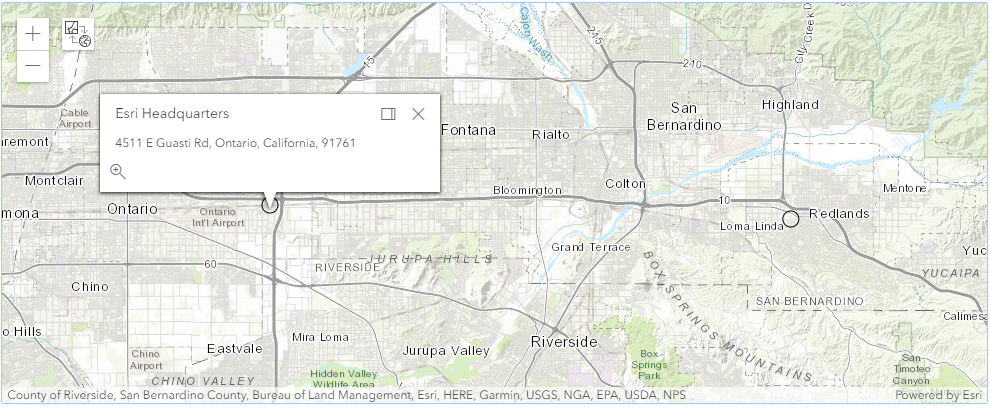 Cajon Wash
215
City Creek D
15
210
Esri Headquarters
4511 E Guasti Rd, Ontario, California, 91761
Cable
Airport
aremont
Fontana
Rialto
San
Bernardino
Highland
Montclair
Bloomington
Colton
Mentone
mona
Ontario
Ontario
Int'l Airport
10
Loma Linda
Redlands
Grand Terrace
60
RIVERSIDE
JURUPA HILLS
Yuc
YUCAIPA
Chino
BOX SPRINGS MOUNTAINS
SAN BERNARDINO
Calimes
o Hills
Mira Loma
Riverside
Eastvale
Jurupa Valley
Chino
Airport
Box
Springs
Park
San
Timoteo
Canyon
CHINO VALLEY
Hidden Valley
Wildlife Area
County of Riverside, San Bernardino County, Bureau of Land Management, Esri, HERE, Garmin, USGS, NGA, EPA, USDA, NPS
Powered by Esri